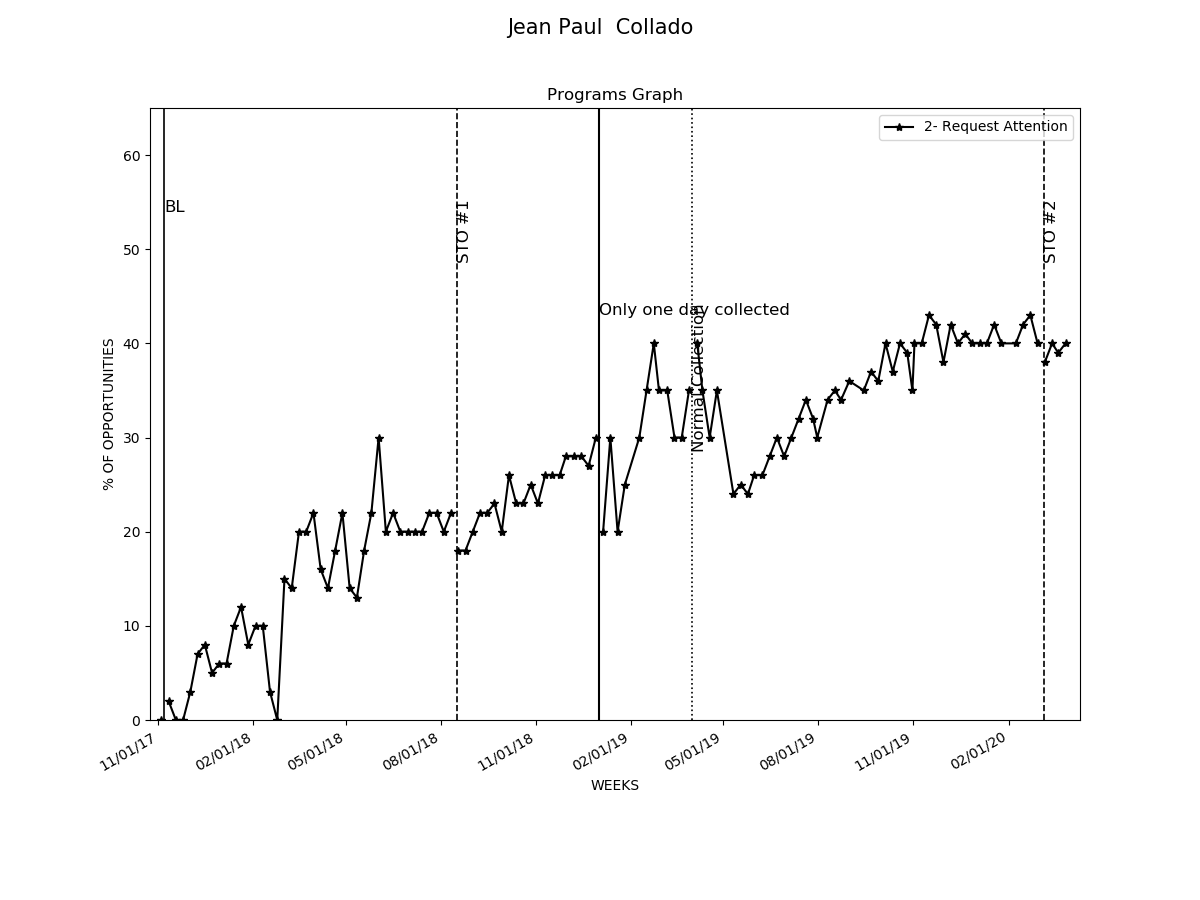 Jean Paul  Collado
Programs Graph
2- Request Attention
60
50
40
30
20
10
0
% OF OPPORTUNITIES
BL
STO #1
Only one day collected
Normal Collection
STO #2
11/01/17
02/01/18
05/01/18
08/01/18
11/01/18
02/01/19
05/01/19
08/01/19
11/01/19
02/01/20
WEEKS